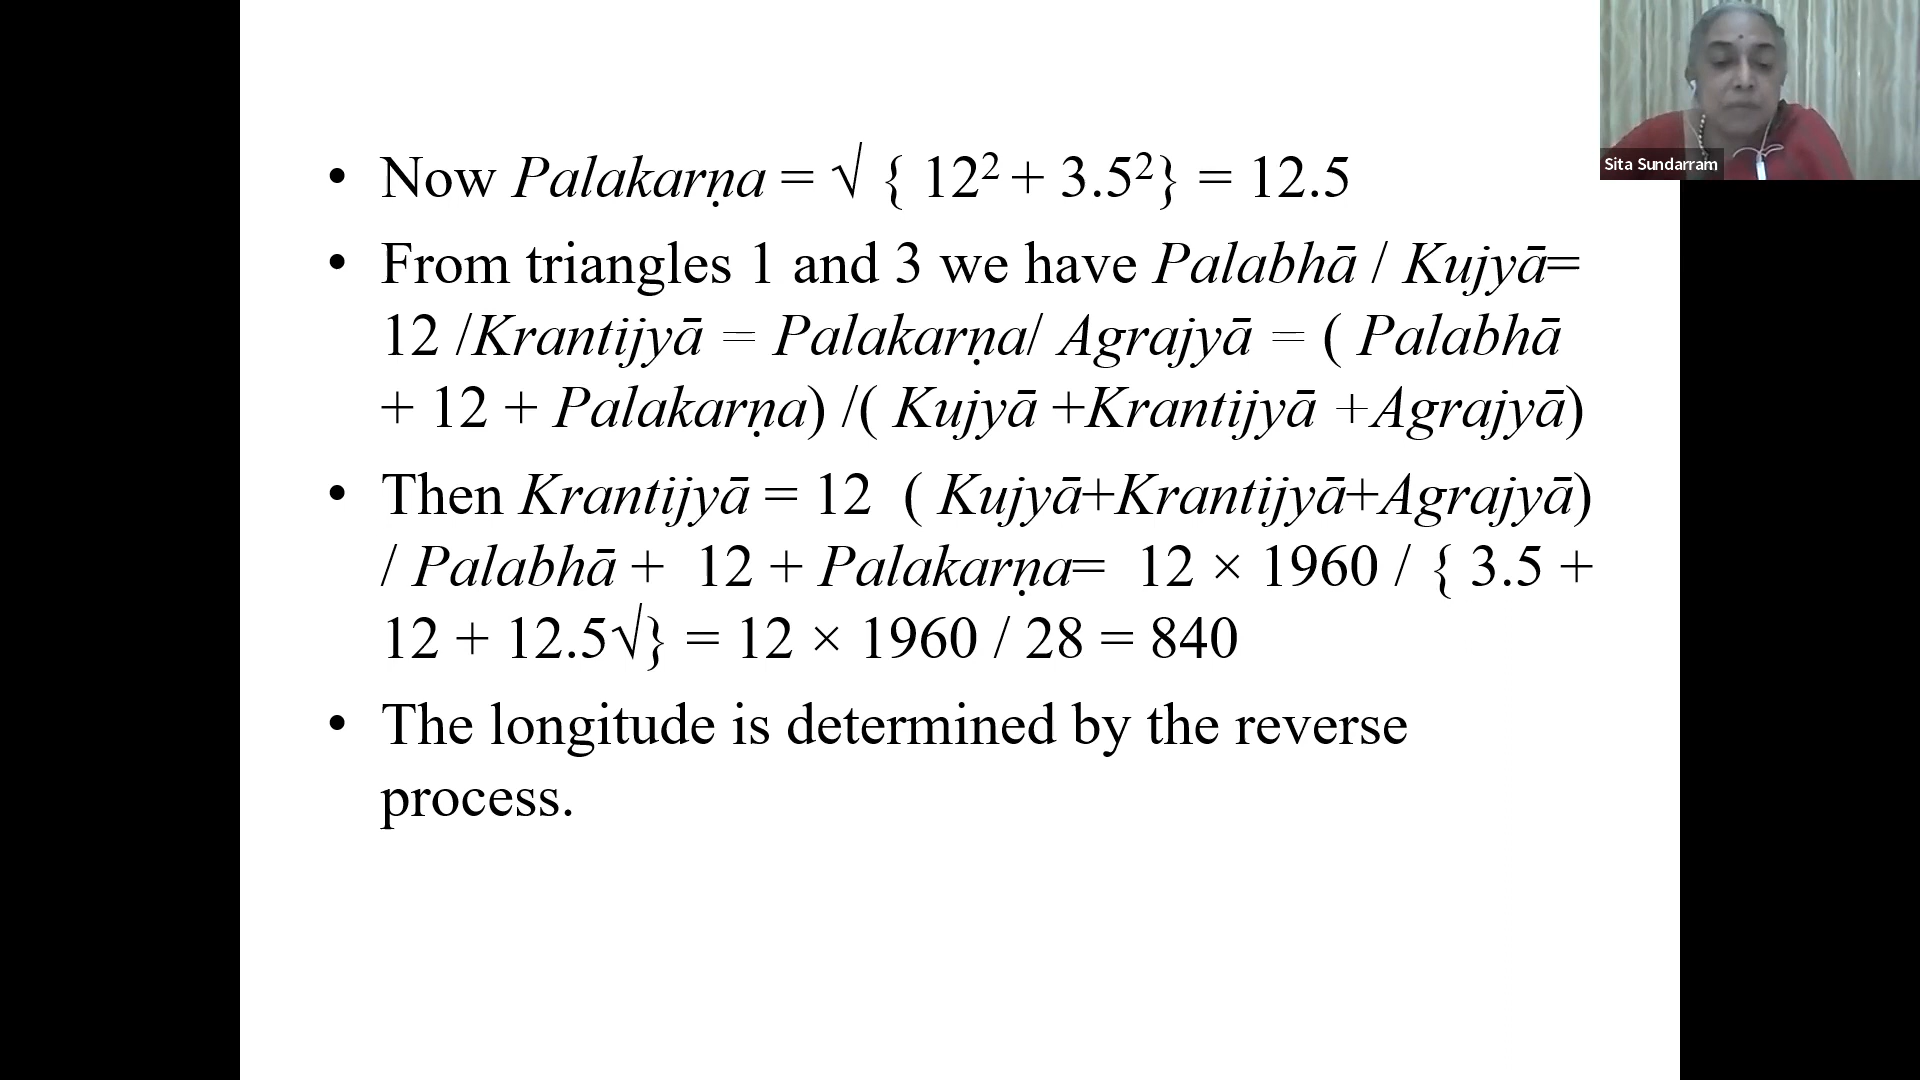 • Now Palakarṇa = √ { 12² + 3.5²} = 12.5
• From triangles 1 and 3 we have Palabhā / Kujyā=
12 /Krantijyā = Palakarṇa/ Agrajyā = ( Palabhā
+ 12 + Palakarṇa) /( Kujyā +Krantijyā +Agrajyā)
• Then Krantijyā = 12 ( Kujyā+Krantijyā+Agrajyā)
/ Palabhā + 12 + Palakarṇa= 12 × 1960 / { 3.5 +
12 + 12.5√} = 12 × 1960 / 28 = 840
• The longitude is determined by the reverse
process.
Sita Sundarram